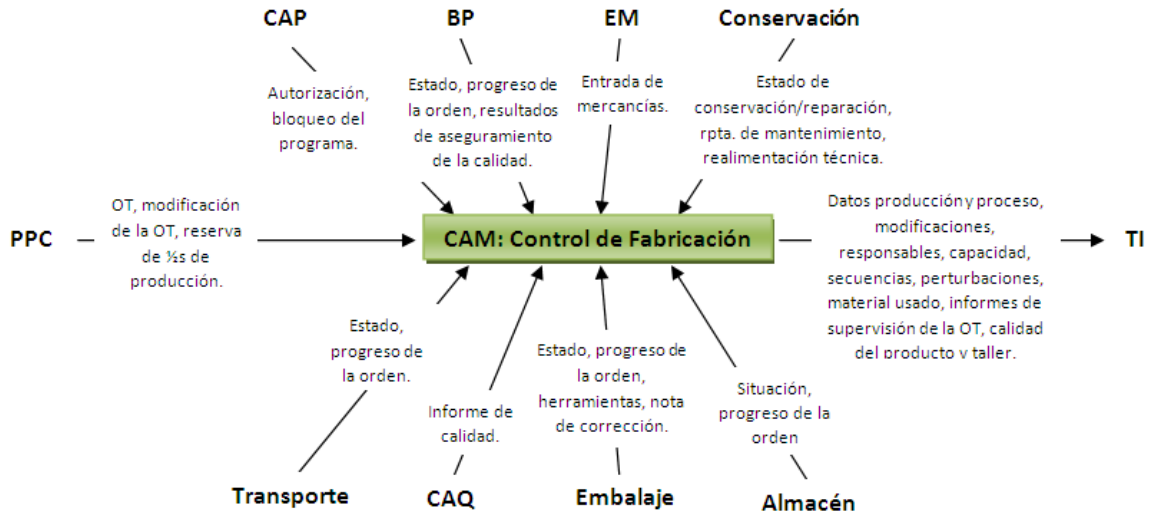 CAP
BP
EM
Conservación
Autorización,
bloqueo del
programa.
Estado, progreso de
la orden, resultados
de aseguramiento
de la calidad.
Entrada de
mercancías.
Estado de
conservación/reparación,
rpta. de mantenimiento,
realimentación técnica.
PPC
OT, modificación
de la OT, reserva
de ½s de
producción.
CAM: Control de Fabricación
Datos producción y proceso,
modificaciones,
responsables, capacidad,
secuencias, perturbaciones,
material usado, informes de
supervisión de la OT, calidad
del producto y taller.
TI
Estado,
progreso de
la orden.
Informe de
calidad.
Estado, progreso de
la orden,
herramientas, nota
de corrección.
Situación,
progreso de la
orden
Transporte
CAQ
Embalaje
Almacén